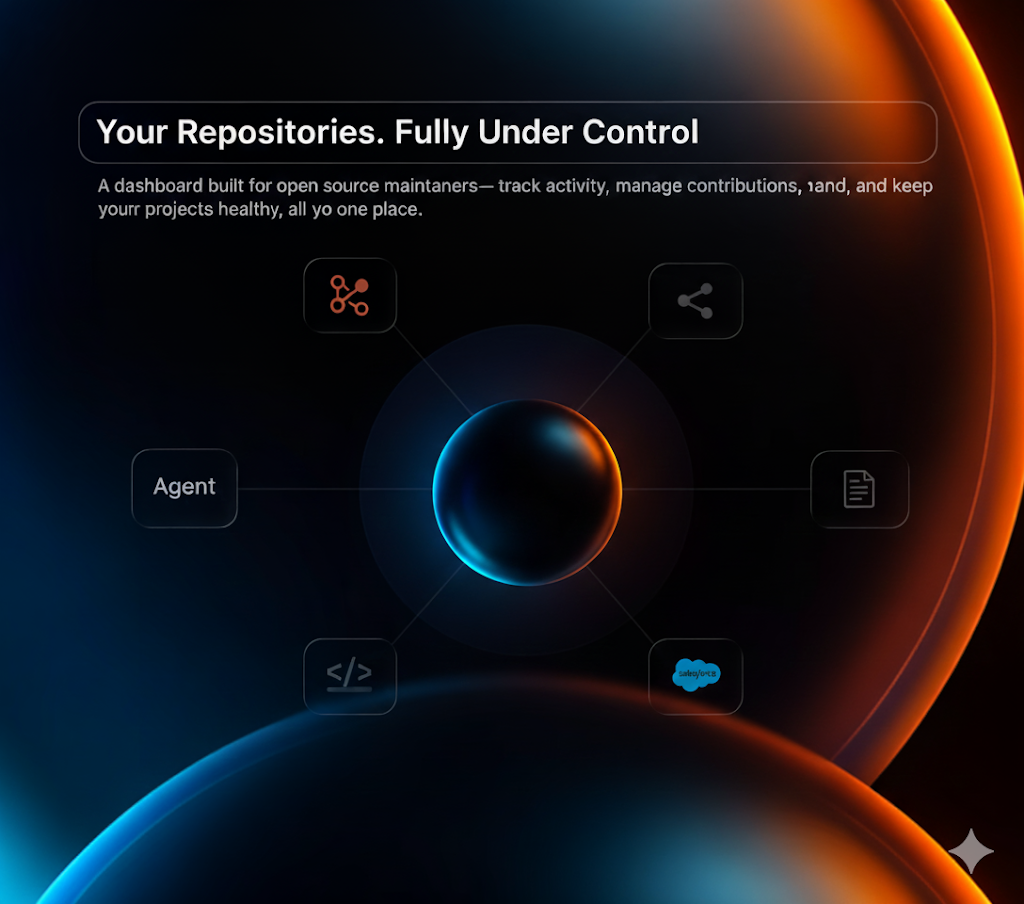 Your Repositories. Fully Under Control
A dashboard built for open source maintaners— track activity, manage contributions, and keep
yourr projects healthy, all yo one place.
Agent
</>
salesforce